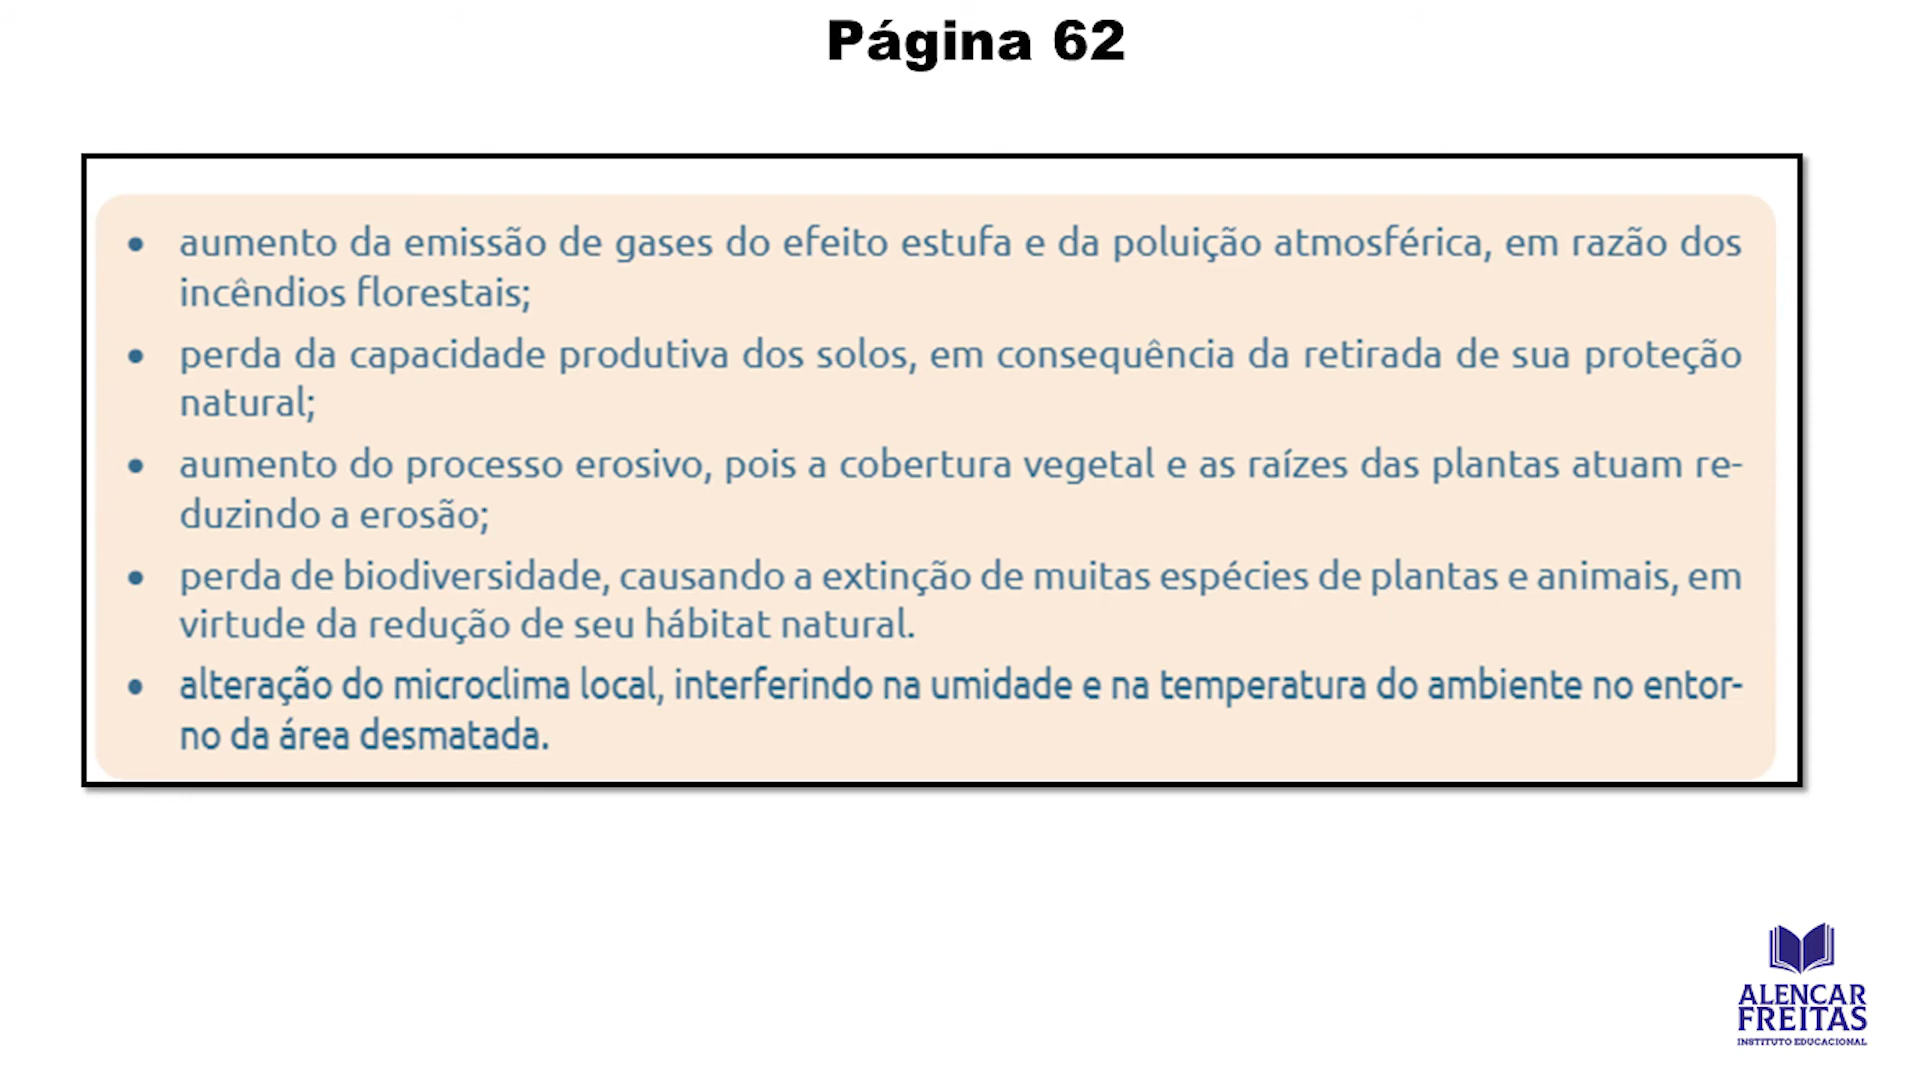 Página 62
• aumento da emissão de gases do efeito estufa e da poluição atmosférica, em razão dos
incêndios florestais;
• perda da capacidade produtiva dos solos, em consequência da retirada de sua proteção
natural;
• aumento do processo erosivo, pois a cobertura vegetal e as raízes das plantas atuam re-
duzindo a erosão;
• perda de biodiversidade, causando a extinção de muitas espécies de plantas e animais, em
virtude da redução de seu hábitat natural.
• alteração do microclima local, interferindo na umidade e na temperatura do ambiente no entor-
no da área desmatada.
ALENCAR
FREITAS
INSTITUTO EDUCACIONAL